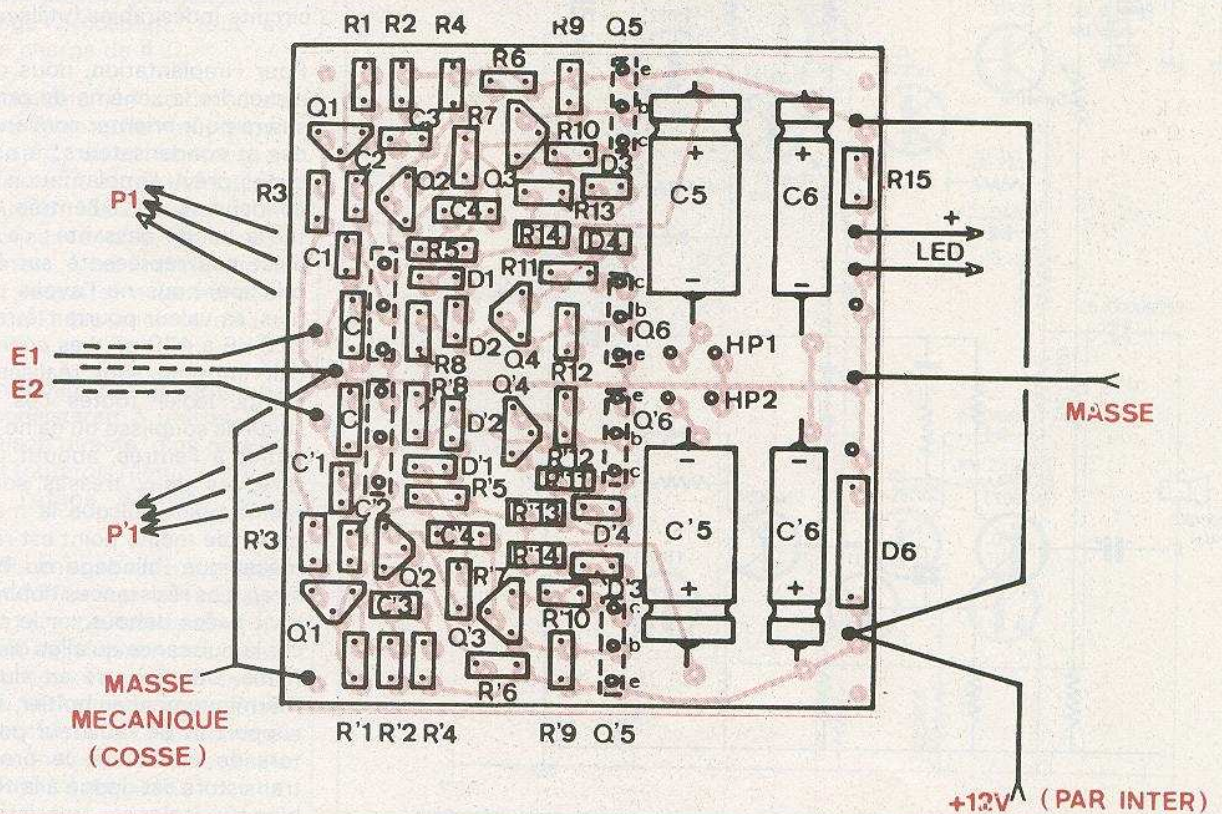 R1 R2 R4 R9 Q5
R6
e
Q1 C3 R7 b
R10 c
C2 D3 + +
R3 Q2 Q3 C5 C6 R15
P1 C4 R13
+
R14 D4 LED
C1 R5
R11
D1 - -
c
C b
D2 Q4 Q6
E1 R8 R12 e HP1
E2 R'8 Q'4 e Q'6 HP2
MASSE
C D'2 b
C'1 D'1 R'12 c - -
R'11
R'5
P'1 C'2 R'13 C'5 C'6
R'3 C'4 D'4 D6
Q'2 R'7 R'14
D'3 + +
Q'1 C'3 Q'3 R'10 c
b
MASSE R'6 e
MECANIQUE
(COSSE)
R'1 R'2 R'4 R'9 Q'5
+12V (PAR INTER)